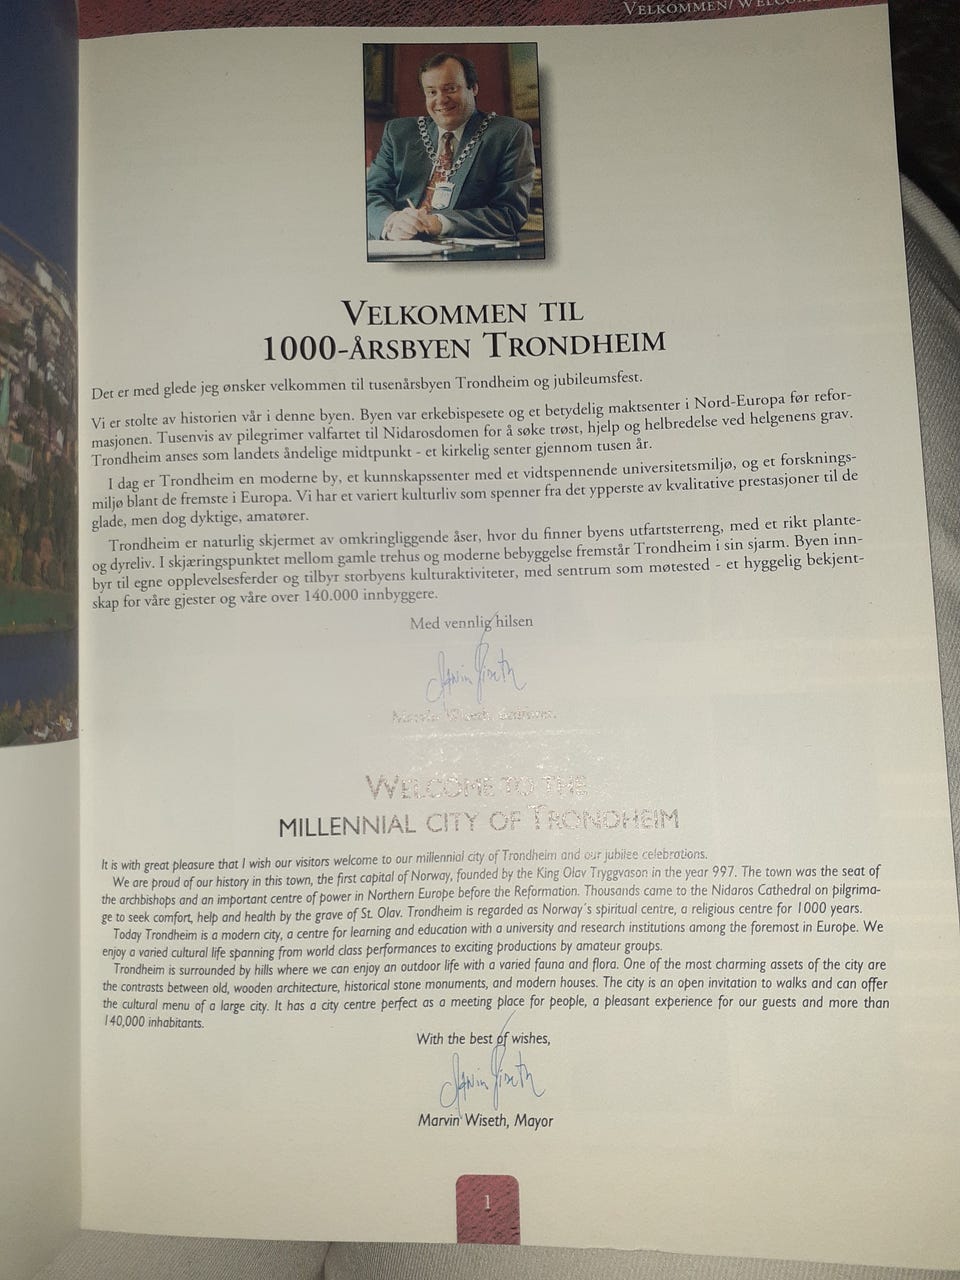 VELKOMMEN/WELCOME
VELKOMMEN TIL
1000-ÅRSBYEN TRONDHEIM
Det er med glede jeg ønsker velkommen til tusenårsbyen Trondheim og jubileumsfest.
Vi er stolte av historien vår i denne byen. Byen var erkebispesete og et betydelig maktsenter i Nord-Europa før refor-
masjonen. Tusenvis av pilegrimer valfartet til Nidarosdomen for å søke trøst, hjelp og helbredelse ved helgenens grav.
Trondheim anses som landets åndelige midtpunkt - et kirkelig senter gjennom tusen år.
I dag er Trondheim en moderne by, et kunnskapssenter med et vidtspennende universitetsmiljø, og et forsknings-
miljø blant de fremste i Europa. Vi har et variert kulturliv som spenner fra det ypperste av kvalitative prestasjoner til de
glade, men dog dyktige, amatører.
Trondheim er naturlig skjermet av omkringliggende åser, hvor du finner byens utfartsterreng, med et rikt plante-
og dyreliv. I skjæringspunktet mellom gamle trehus og moderne bebyggelse fremstår Trondheim i sin sjarm. Byen inn-
byr til egne opplevelsesferder og tilbyr storbyens kulturaktiviteter, med sentrum som møtested - et hyggelig bekjent-
skap for våre gjester og våre over 140.000 innbyggere.
Med vennlig hilsen
Marvin Wiseth
Marvin Wiseth,
WELCOME TO THE
MILLENNIAL CITY OF TRONDHEIM
It is with great pleasure that I wish our visitors welcome to our millennial city of Trondheim and our jubilee celebrations.
We are proud of our history in this town, the first capital of Norway, founded by the King Olav Tryggvason in the year 997. The town was the seat of
the archbishops and an important centre of power in Northern Europe before the Reformation. Thousands came to the Nidaros Cathedral on pilgrima-
ge to seek comfort, help and health by the grave of St. Olav. Trondheim is regarded as Norway's spiritual centre, a religious centre for 1000 years.
Today Trondheim is a modern city, a centre for learning and education with a university and research institutions among the foremost in Europe. We
enjoy a varied cultural life spanning from world class performances to exciting productions by amateur groups.
Trondheim is surrounded by hills where we can enjoy an outdoor life with a varied fauna and flora. One of the most charming assets of the city are
the contrasts between old, wooden architecture, historical stone monuments, and modern houses. The city is an open invitation to walks and can offer
the cultural menu of a large city. It has a city centre perfect as a meeting place for people, a pleasant experience for our guests and more than
140,000 inhabitants.
With the best of wishes,
Marvin Wiseth
Marvin Wiseth, Mayor
1